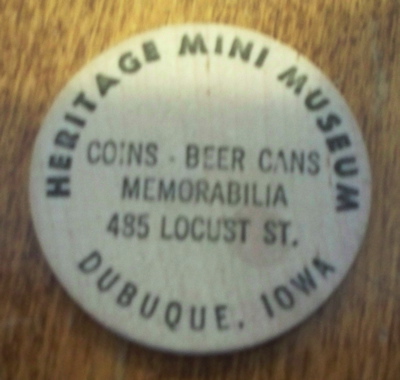 HERITAGE MINI MUSEUM
COINS - BEER CANS
MEMORABILIA
485 LOCUST ST.
DUBUQUE, IOWA